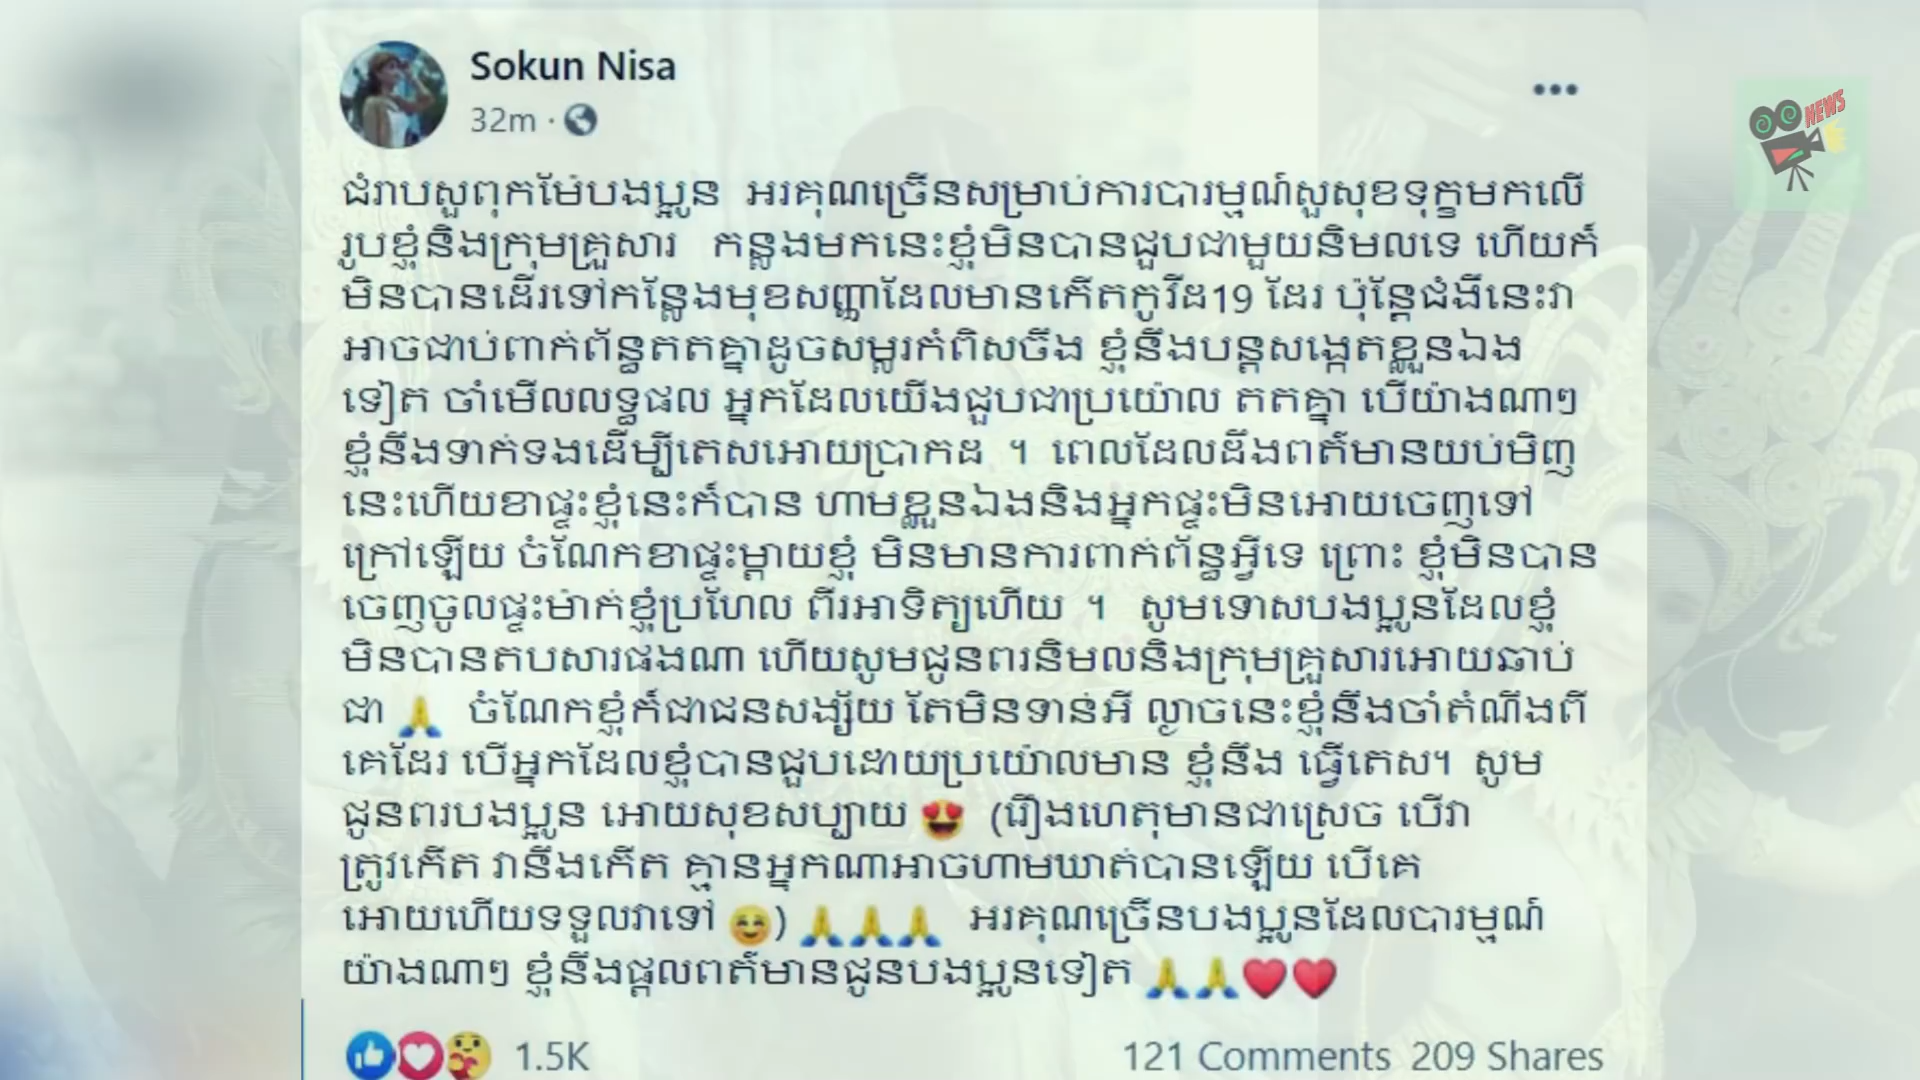 Sokun Nisa
32m ·
NEWS
ជំរាបសួពុកម៉ែបងប្អូន អរគុណច្រើនសម្រាប់ការបារម្មណ៍សួសុខទុក្ខមកលើ
រូបខ្ញុំនិងក្រុមគ្រួសារ កន្លងមកនេះខ្ញុំមិនបានជួបជាមួយនិមលទេ ហើយក៍
មិនបានដើរទៅកន្លែងមុខសញ្ញាដែលមានកើតកូវីដ19 ដែរ ប៉ុន្តែជំងឺនេះវា
អាចជាប់ពាក់ព័ន្ធតតគ្នាដូចសម្លរកំពិសចឹង ខ្ញុំនឹងបន្តសង្កេតខ្លួនឯង
ទៀត ចាំមើលលទ្ធផល អ្នកដែលយើងជួបជាប្រយ៉ោល តតគ្នា បើយ៉ាងណាៗ
ខ្ញុំនឹងទាក់ទងដើម្បីតេសអោយប្រាកដ ។ ពេលដែលដឹងពត៍មានយប់មិញ
នេះហើយខាផ្ទះខ្ញុំនេះក៍បាន ហាមខ្លួនឯងនិងអ្នកផ្ទះមិនអោយចេញទៅ
ក្រៅឡើយ ចំណែកខាផ្ទះម្ដាយខ្ញុំ មិនមានការពាក់ព័ន្ធអ្វីទេ ព្រោះ ខ្ញុំមិនបាន
ចេញចូលផ្ទះម៉ាក់ខ្ញុំប្រហែល ពីរអាទិត្យហើយ ។ សូមទោសបងប្អូនដែលខ្ញុំ
មិនបានតបសារផងណា ហើយសូមជូនពរនិមលនិងក្រុមគ្រួសារអោយឆាប់
ជា 🙏 ចំណែកខ្ញុំក៍ជាជនសង្ស័យ តែមិនទាន់អី ល្ងាចនេះខ្ញុំនឹងចាំតំណឹងពី
គេដែរ បើអ្នកដែលខ្ញុំបានជួបដោយប្រយ៉ោលមាន ខ្ញុំនឹង ធ្វើតេស។ សូម
ជូនពរបងប្អូន អោយសុខសប្បាយ 😍 (រឿងហេតុមានជាស្រេច បើវា
ត្រូវកើត វានឹងកើត គ្មានអ្នកណាអាចហាមឃាត់បានឡើយ បើគេ
អោយហើយទទួលវាទៅ ☺️) 🙏🙏🙏 អរគុណច្រើនបងប្អូនដែលបារម្មណ៍
យ៉ាងណាៗ ខ្ញុំនឹងផ្តលពត៍មានជូនបងប្អូនទៀត 🙏🙏❤️❤️
1.5K 121 Comments 209 Shares